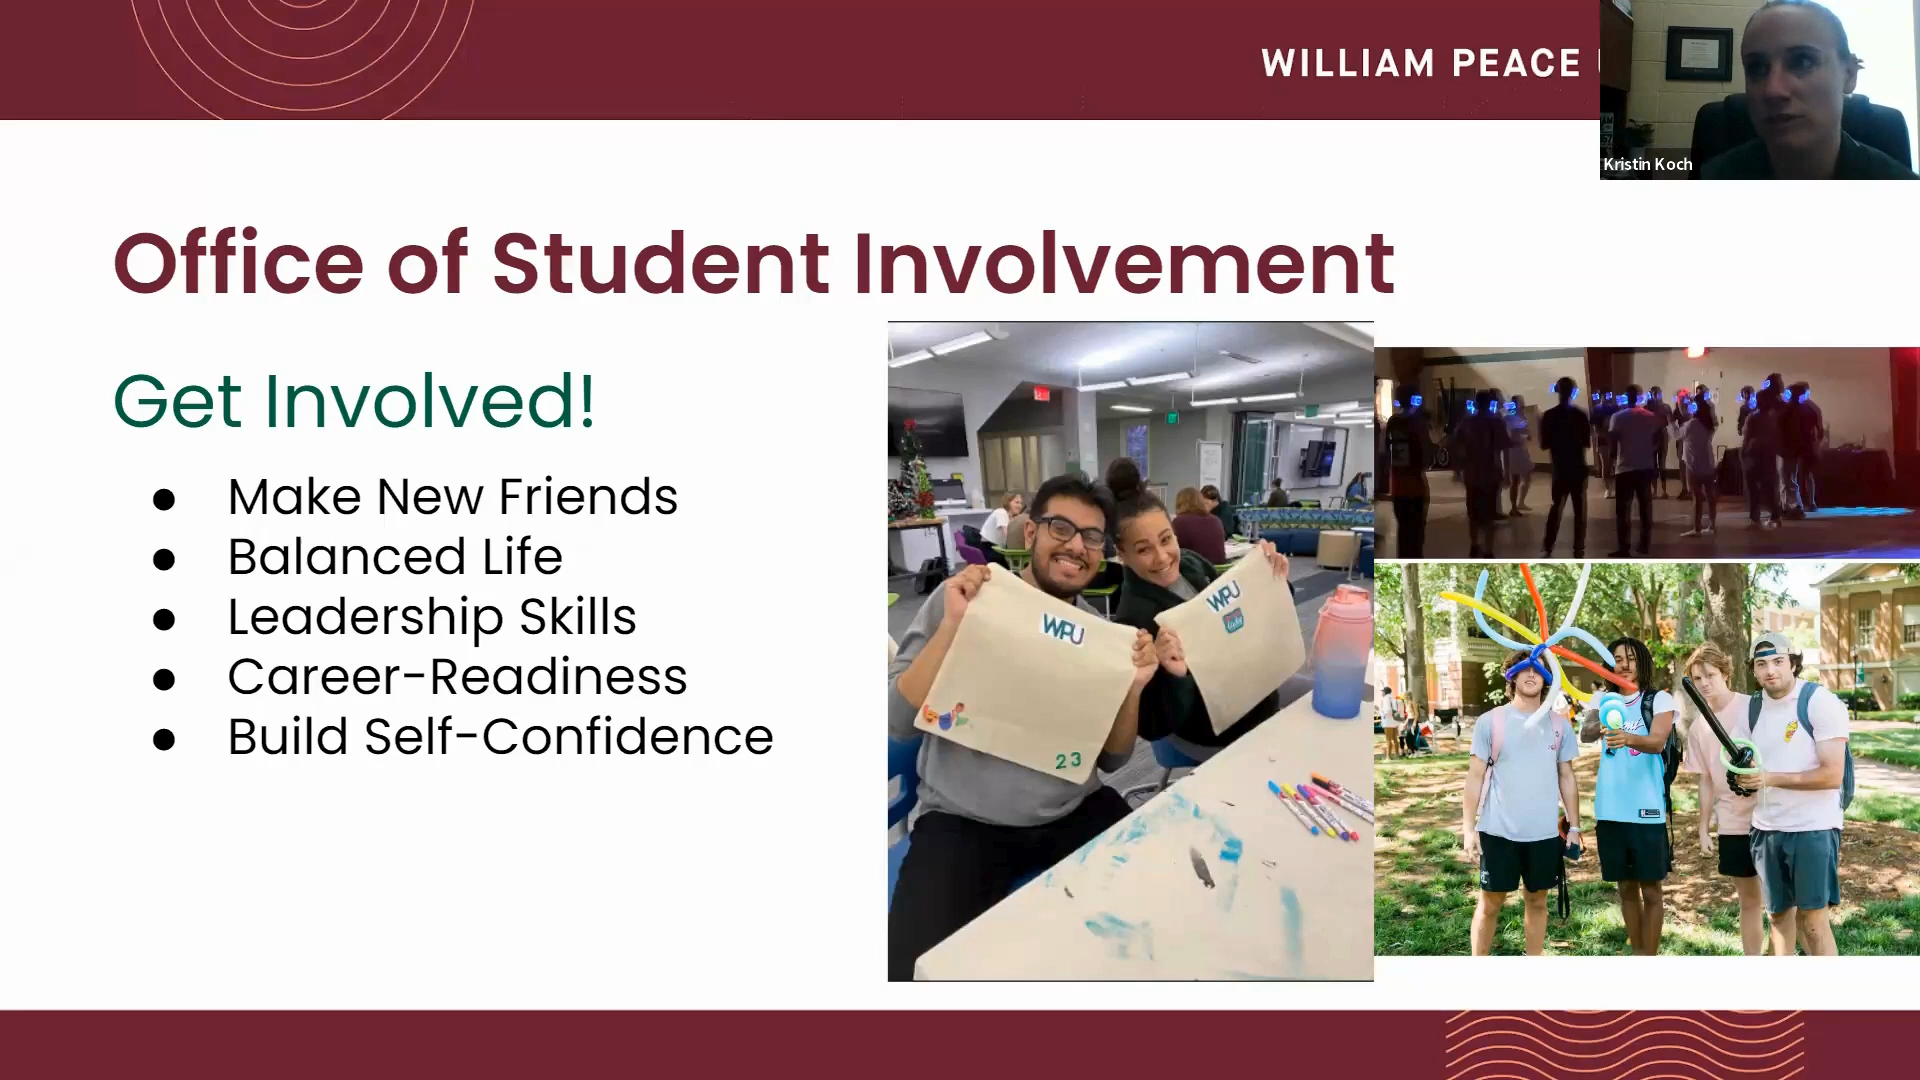 WILLIAM PEACE
Kristin Koch
Office of Student Involvement
Get Involved!
● Make New Friends
● Balanced Life
● Leadership Skills
● Career-Readiness
● Build Self-Confidence
WPU
WPU
23